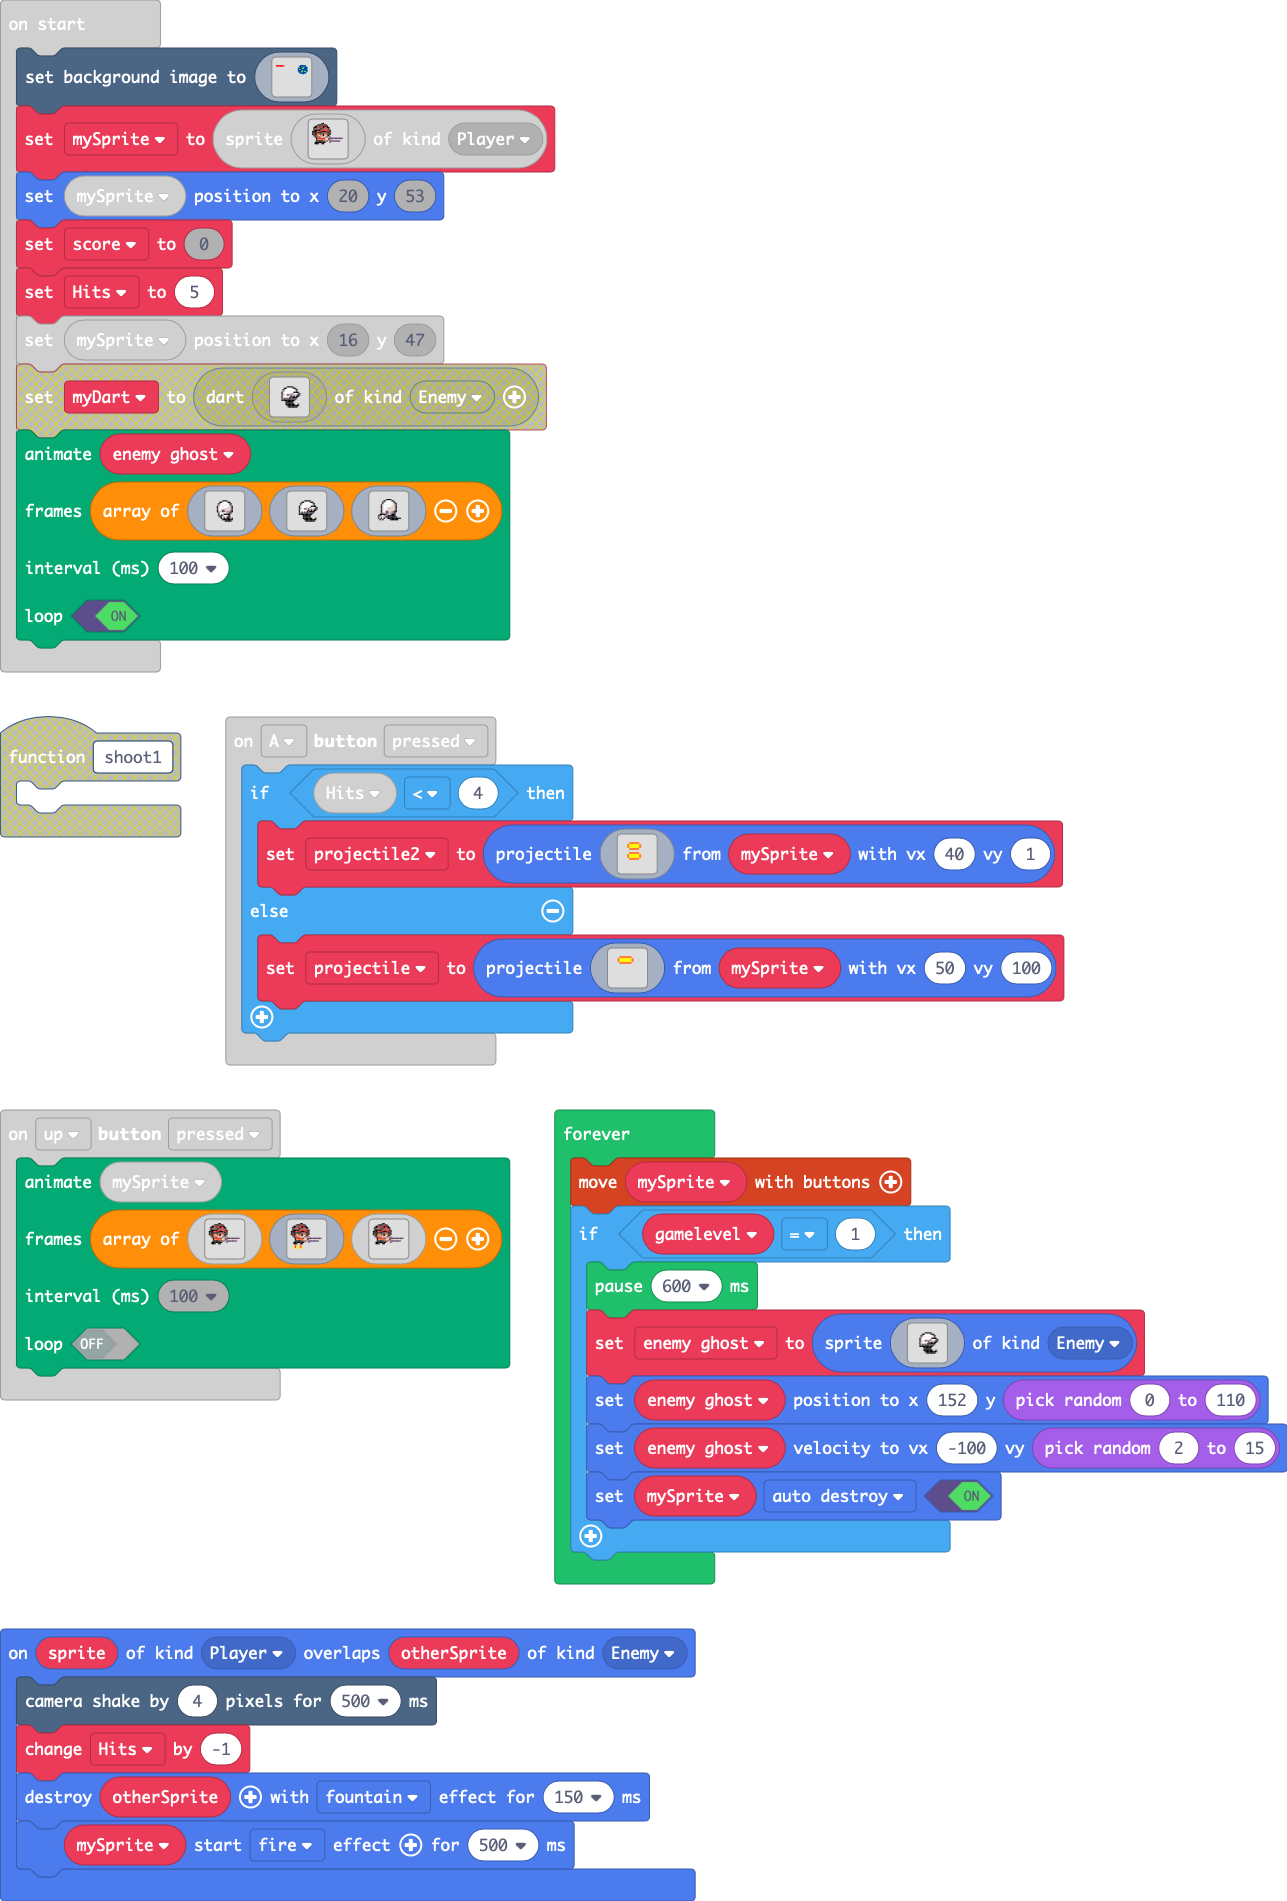 on start
set background image to
set mySprite to sprite of kind Player
set mySprite position to x 20 y 53
set score to 0
set Hits to 5
set mySprite position to x 16 y 47
set myDart to dart of kind Enemy
animate enemy ghost
frames array of
interval (ms) 100
loop ON
function shoot1
on A button pressed
if Hits < 4 then
set projectile2 to projectile from mySprite with vx 40 vy 1
else
set projectile to projectile from mySprite with vx 50 vy 100
on up button pressed
animate mySprite
frames array of
interval (ms) 100
loop OFF
forever
move mySprite with buttons
if gamelevel = 1 then
pause 600 ms
set enemy ghost to sprite of kind Enemy
set enemy ghost position to x 152 y pick random 0 to 110
set enemy ghost velocity to vx -100 vy pick random 2 to 15
set mySprite auto destroy ON
on sprite of kind Player overlaps otherSprite of kind Enemy
camera shake by 4 pixels for 500 ms
change Hits by -1
destroy otherSprite with fountain effect for 150 ms
mySprite start fire effect for 500 ms